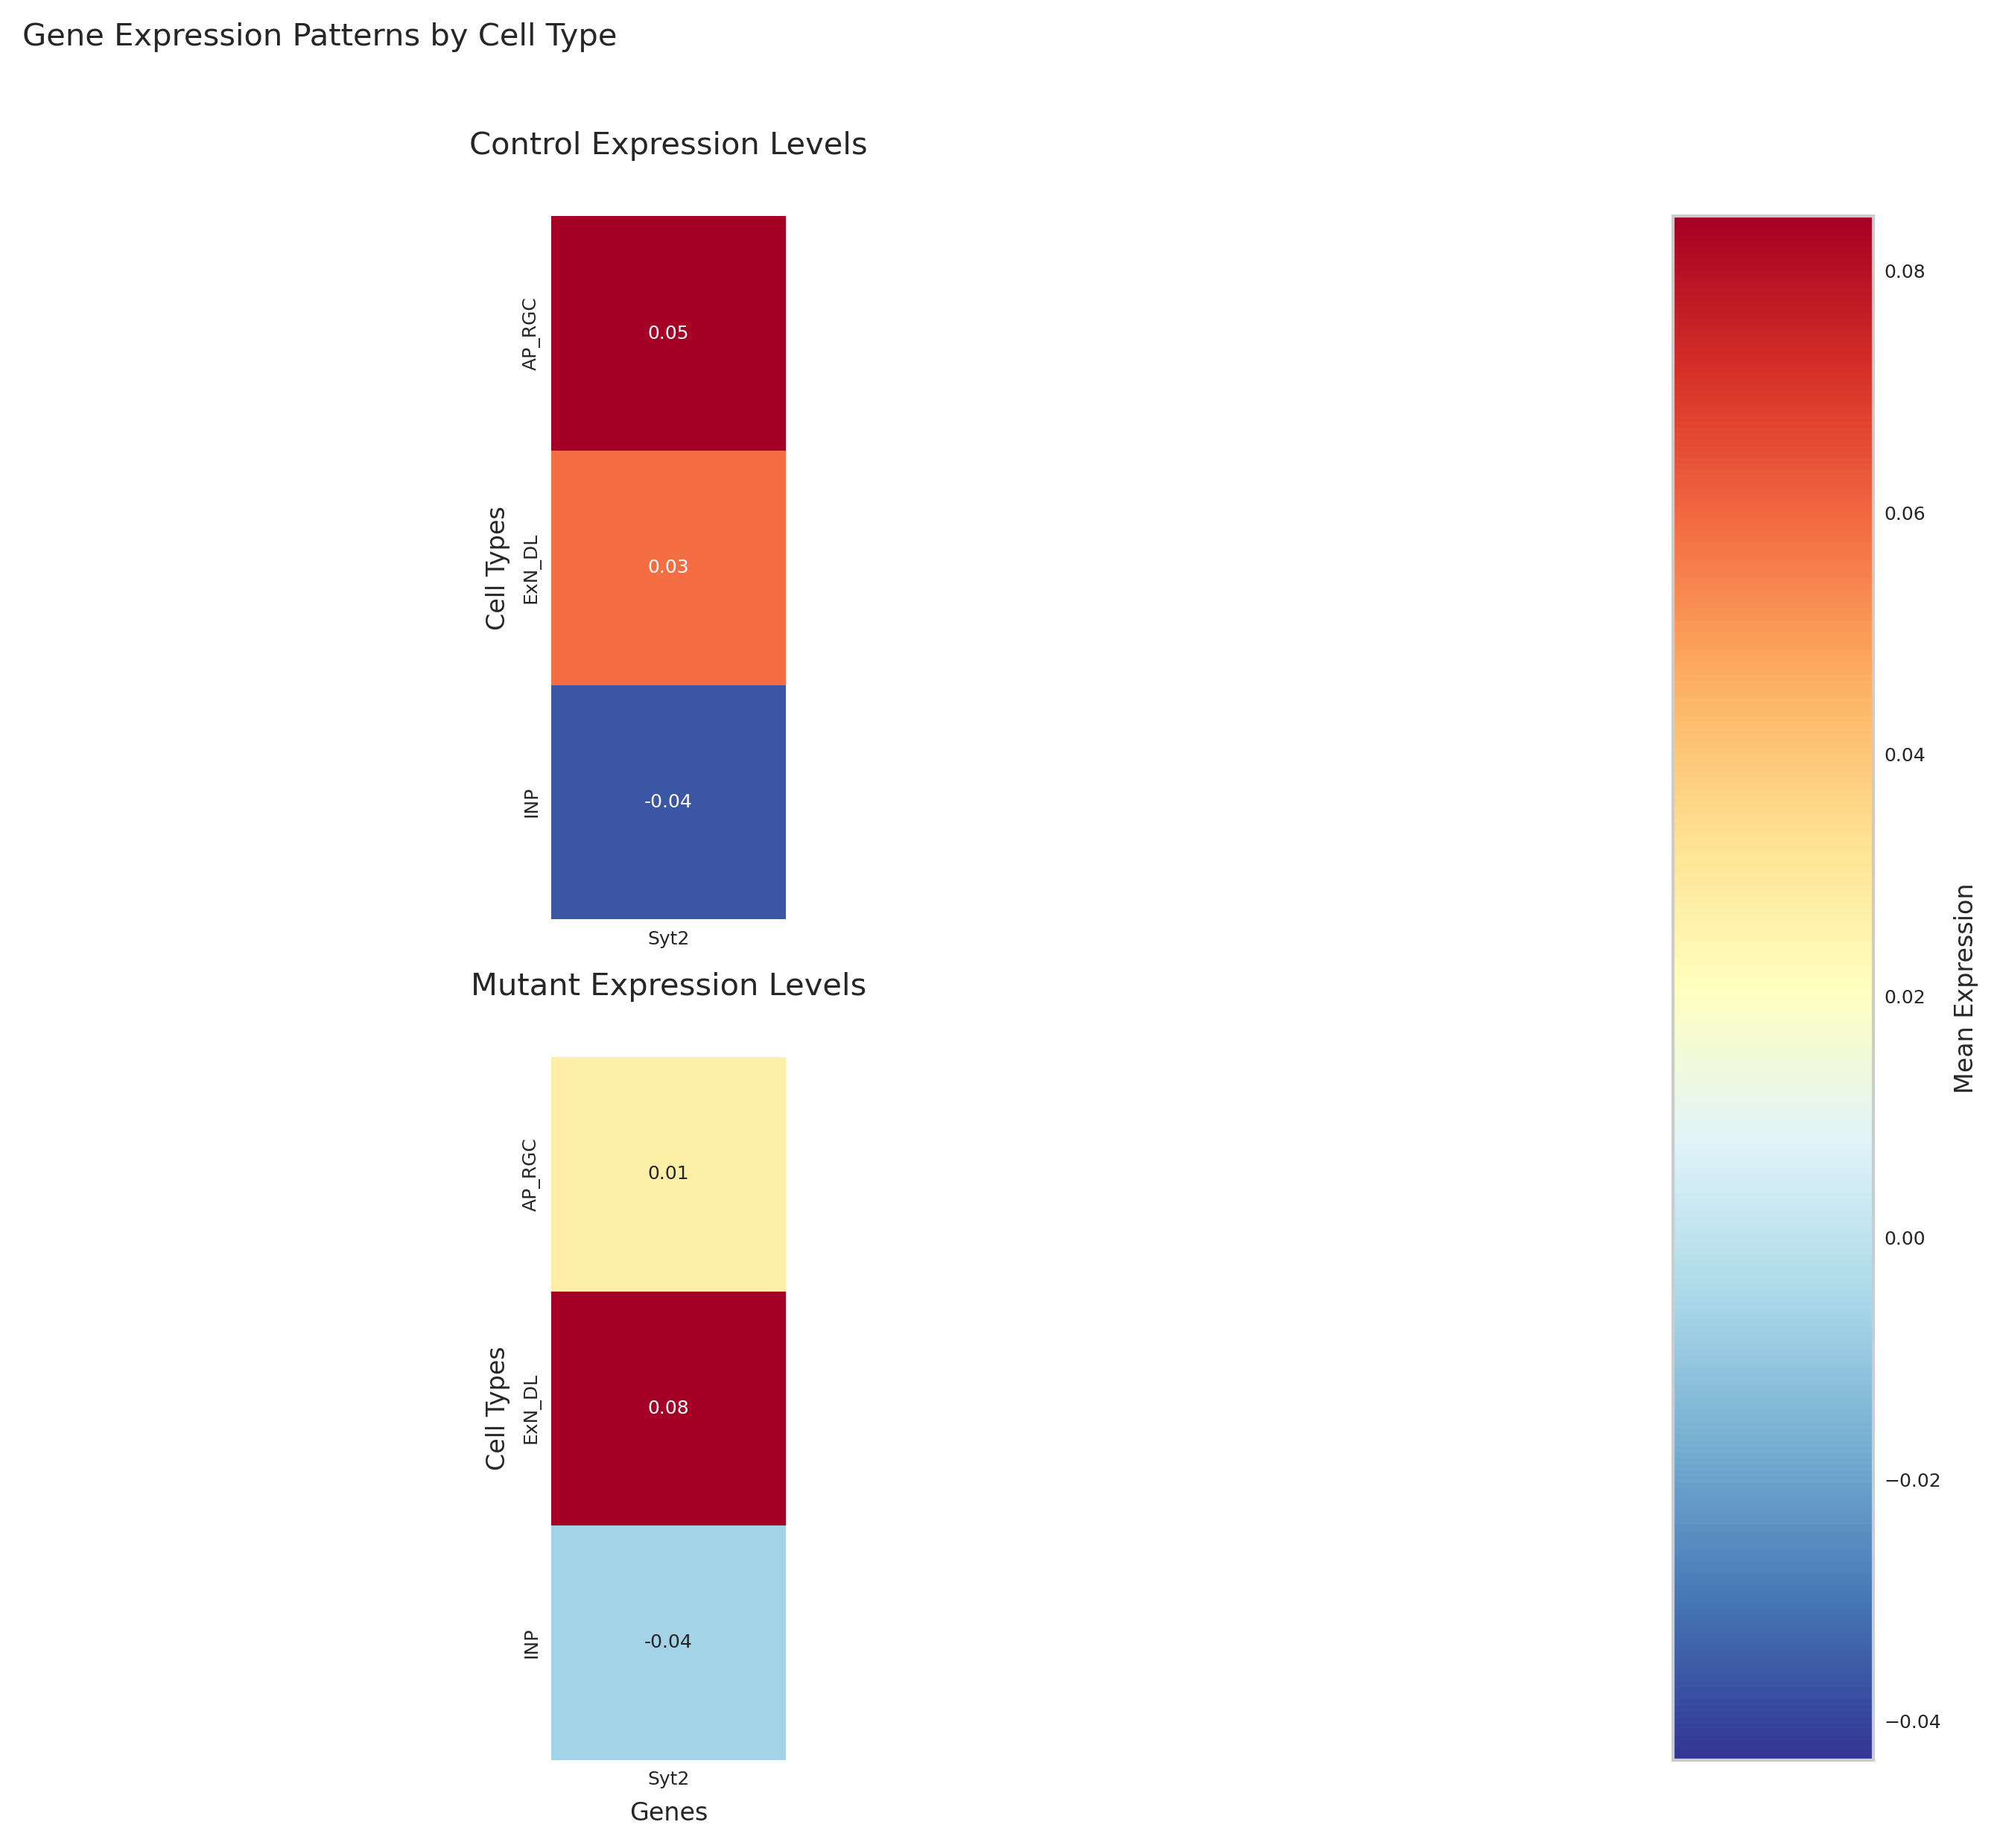 Gene Expression Patterns by Cell Type
Control Expression Levels
Cell Types
AP_RGC
ExN_DL
INP
0.05
0.03
-0.04
Syt2
Mutant Expression Levels
Cell Types
AP_RGC
ExN_DL
INP
0.01
0.08
-0.04
Syt2
Genes
0.08
0.06
0.04
0.02
0.00
−0.02
−0.04
Mean Expression